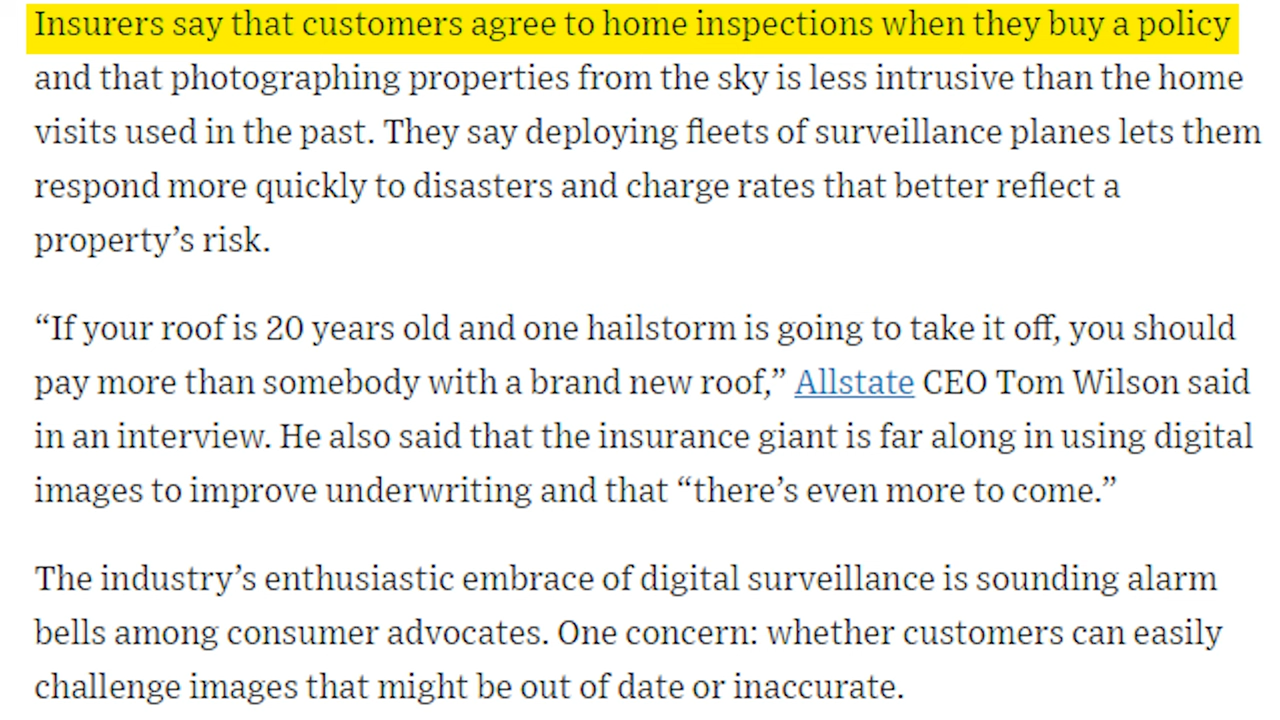 Insurers say that customers agree to home inspections when they buy a policy
and that photographing properties from the sky is less intrusive than the home
visits used in the past. They say deploying fleets of surveillance planes lets them
respond more quickly to disasters and charge rates that better reflect a
property’s risk.
“If your roof is 20 years old and one hailstorm is going to take it off, you should
pay more than somebody with a brand new roof,” Allstate CEO Tom Wilson said
in an interview. He also said that the insurance giant is far along in using digital
images to improve underwriting and that “there’s even more to come.”
The industry’s enthusiastic embrace of digital surveillance is sounding alarm
bells among consumer advocates. One concern: whether customers can easily
challenge images that might be out of date or inaccurate.